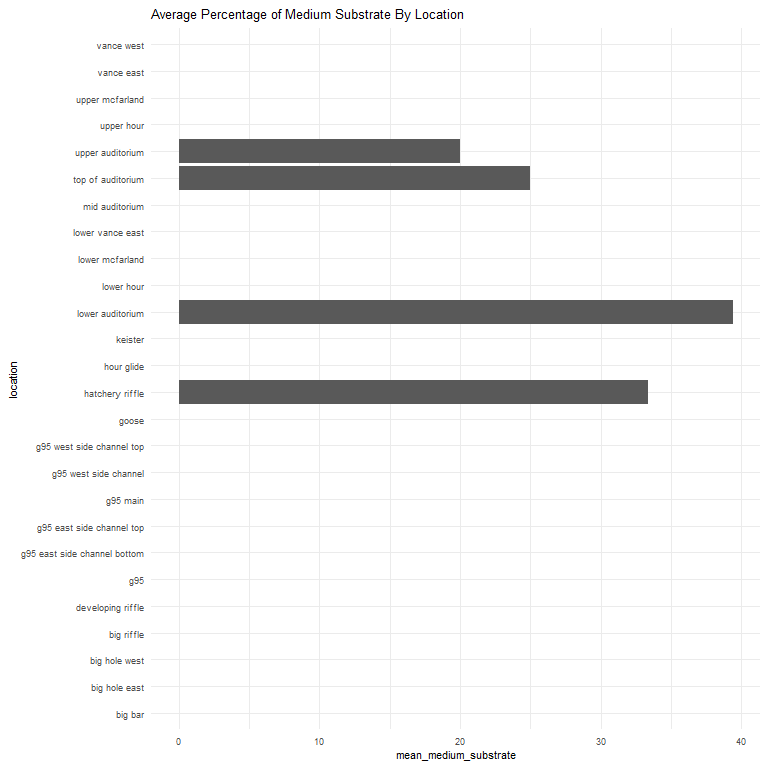 Average Percentage of Medium Substrate By Location
location
vance west
vance east
upper mcfarland
upper hour
upper auditorium
top of auditorium
mid auditorium
lower vance east
lower mcfarland
lower hour
lower auditorium
keister
hour glide
hatchery riffle
goose
g95 west side channel top
g95 west side channel
g95 main
g95 east side channel top
g95 east side channel bottom
g95
developing riffle
big riffle
big hole west
big hole east
big bar
0 10 20 30 40
mean_medium_substrate